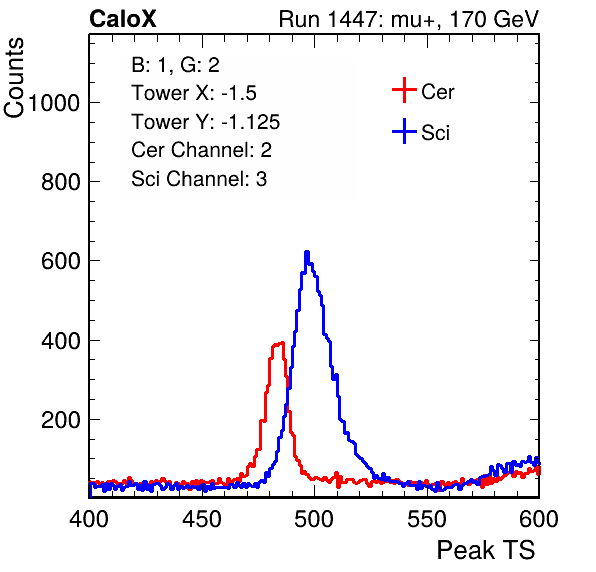 CaloX Run 1447: mu+, 170 GeV
B: 1, G: 2
Tower X: -1.5
Tower Y: -1.125
Cer Channel: 2
Sci Channel: 3
Cer
Sci
Counts
1000
800
600
400
200
400 450 500 550 600
Peak TS